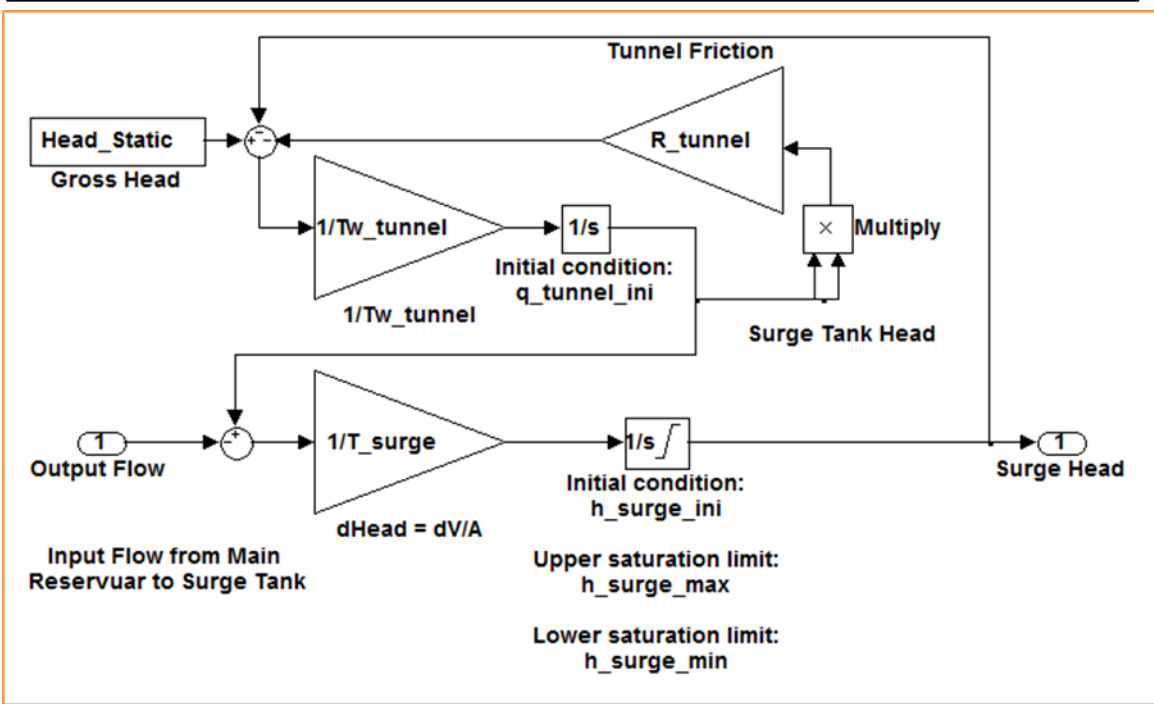 Tunnel Friction
Head_Static
Gross Head
R_tunnel
1/Tw_tunnel
1/s
×
Multiply
Initial condition:
q_tunnel_ini
1/Tw_tunnel
Surge Tank Head
1
Output Flow
1/T_surge
1/s
1
Surge Head
Initial condition:
h_surge_ini
dHead = dV/A
Input Flow from Main
Reservuar to Surge Tank
Upper saturation limit:
h_surge_max
Lower saturation limit:
h_surge_min